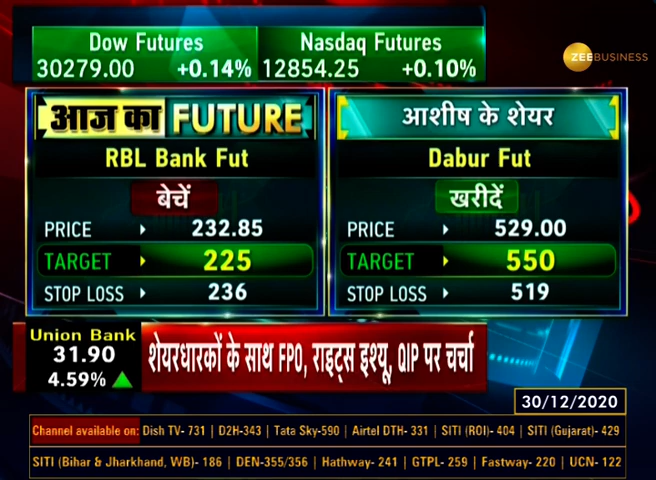 Dow Futures
30279.00 +0.14%
Nasdaq Futures
12854.25 +0.10%
ZEEBUSINESS
आज का FUTURE
RBL Bank Fut
बेचें
PRICE 232.85
TARGET 225
STOP LOSS 236
आशीष के शेयर
Dabur Fut
खरीदें
PRICE 529.00
TARGET 550
STOP LOSS 519
Union Bank
31.90
4.59%
शेयरधारकों के साथ FPO, राइट्स इश्यू, QIP पर चर्चा
30/12/2020
Channel available on: Dish TV- 731 | D2H-343 | Tata Sky-590 | Airtel DTH- 331 | SITI (ROI)- 404 | SITI (Gujarat)- 429
SITI (Bihar & Jharkhand, WB)- 186 | DEN-355/356 | Hathway- 241 | GTPL- 259 | Fastway- 220 | UCN- 122